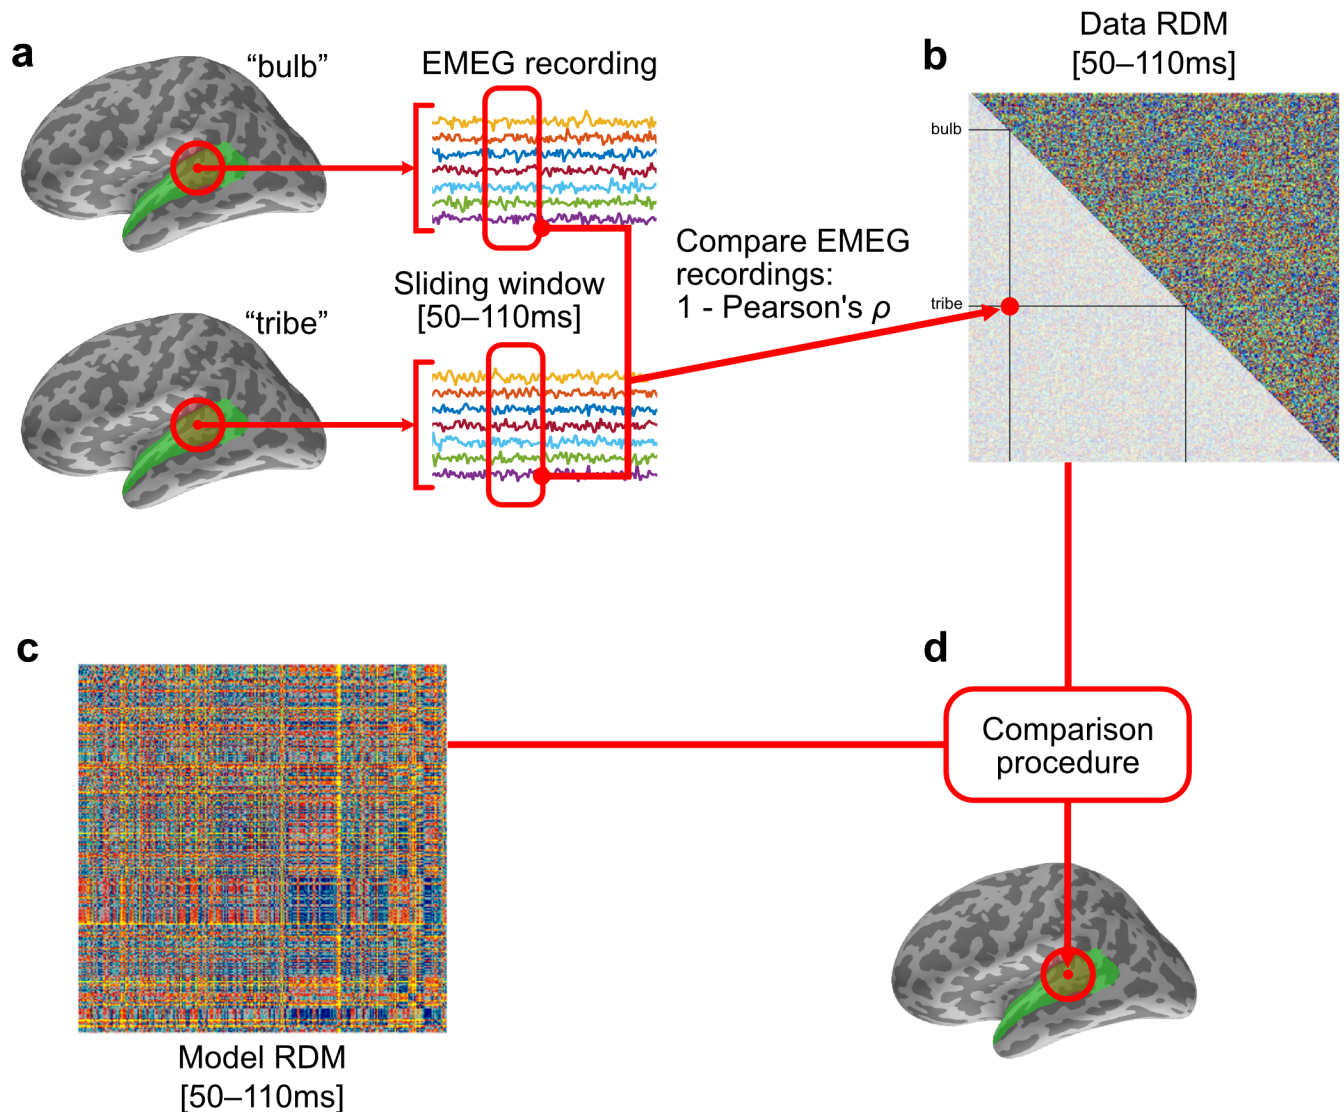 a
“bulb”
EMEG recording
Sliding window
[50–110ms]
“tribe”
Compare EMEG
recordings:
1 - Pearson's ρ
b
Data RDM
[50–110ms]
bulb
tribe
c
Model RDM
[50–110ms]
d
Comparison
procedure